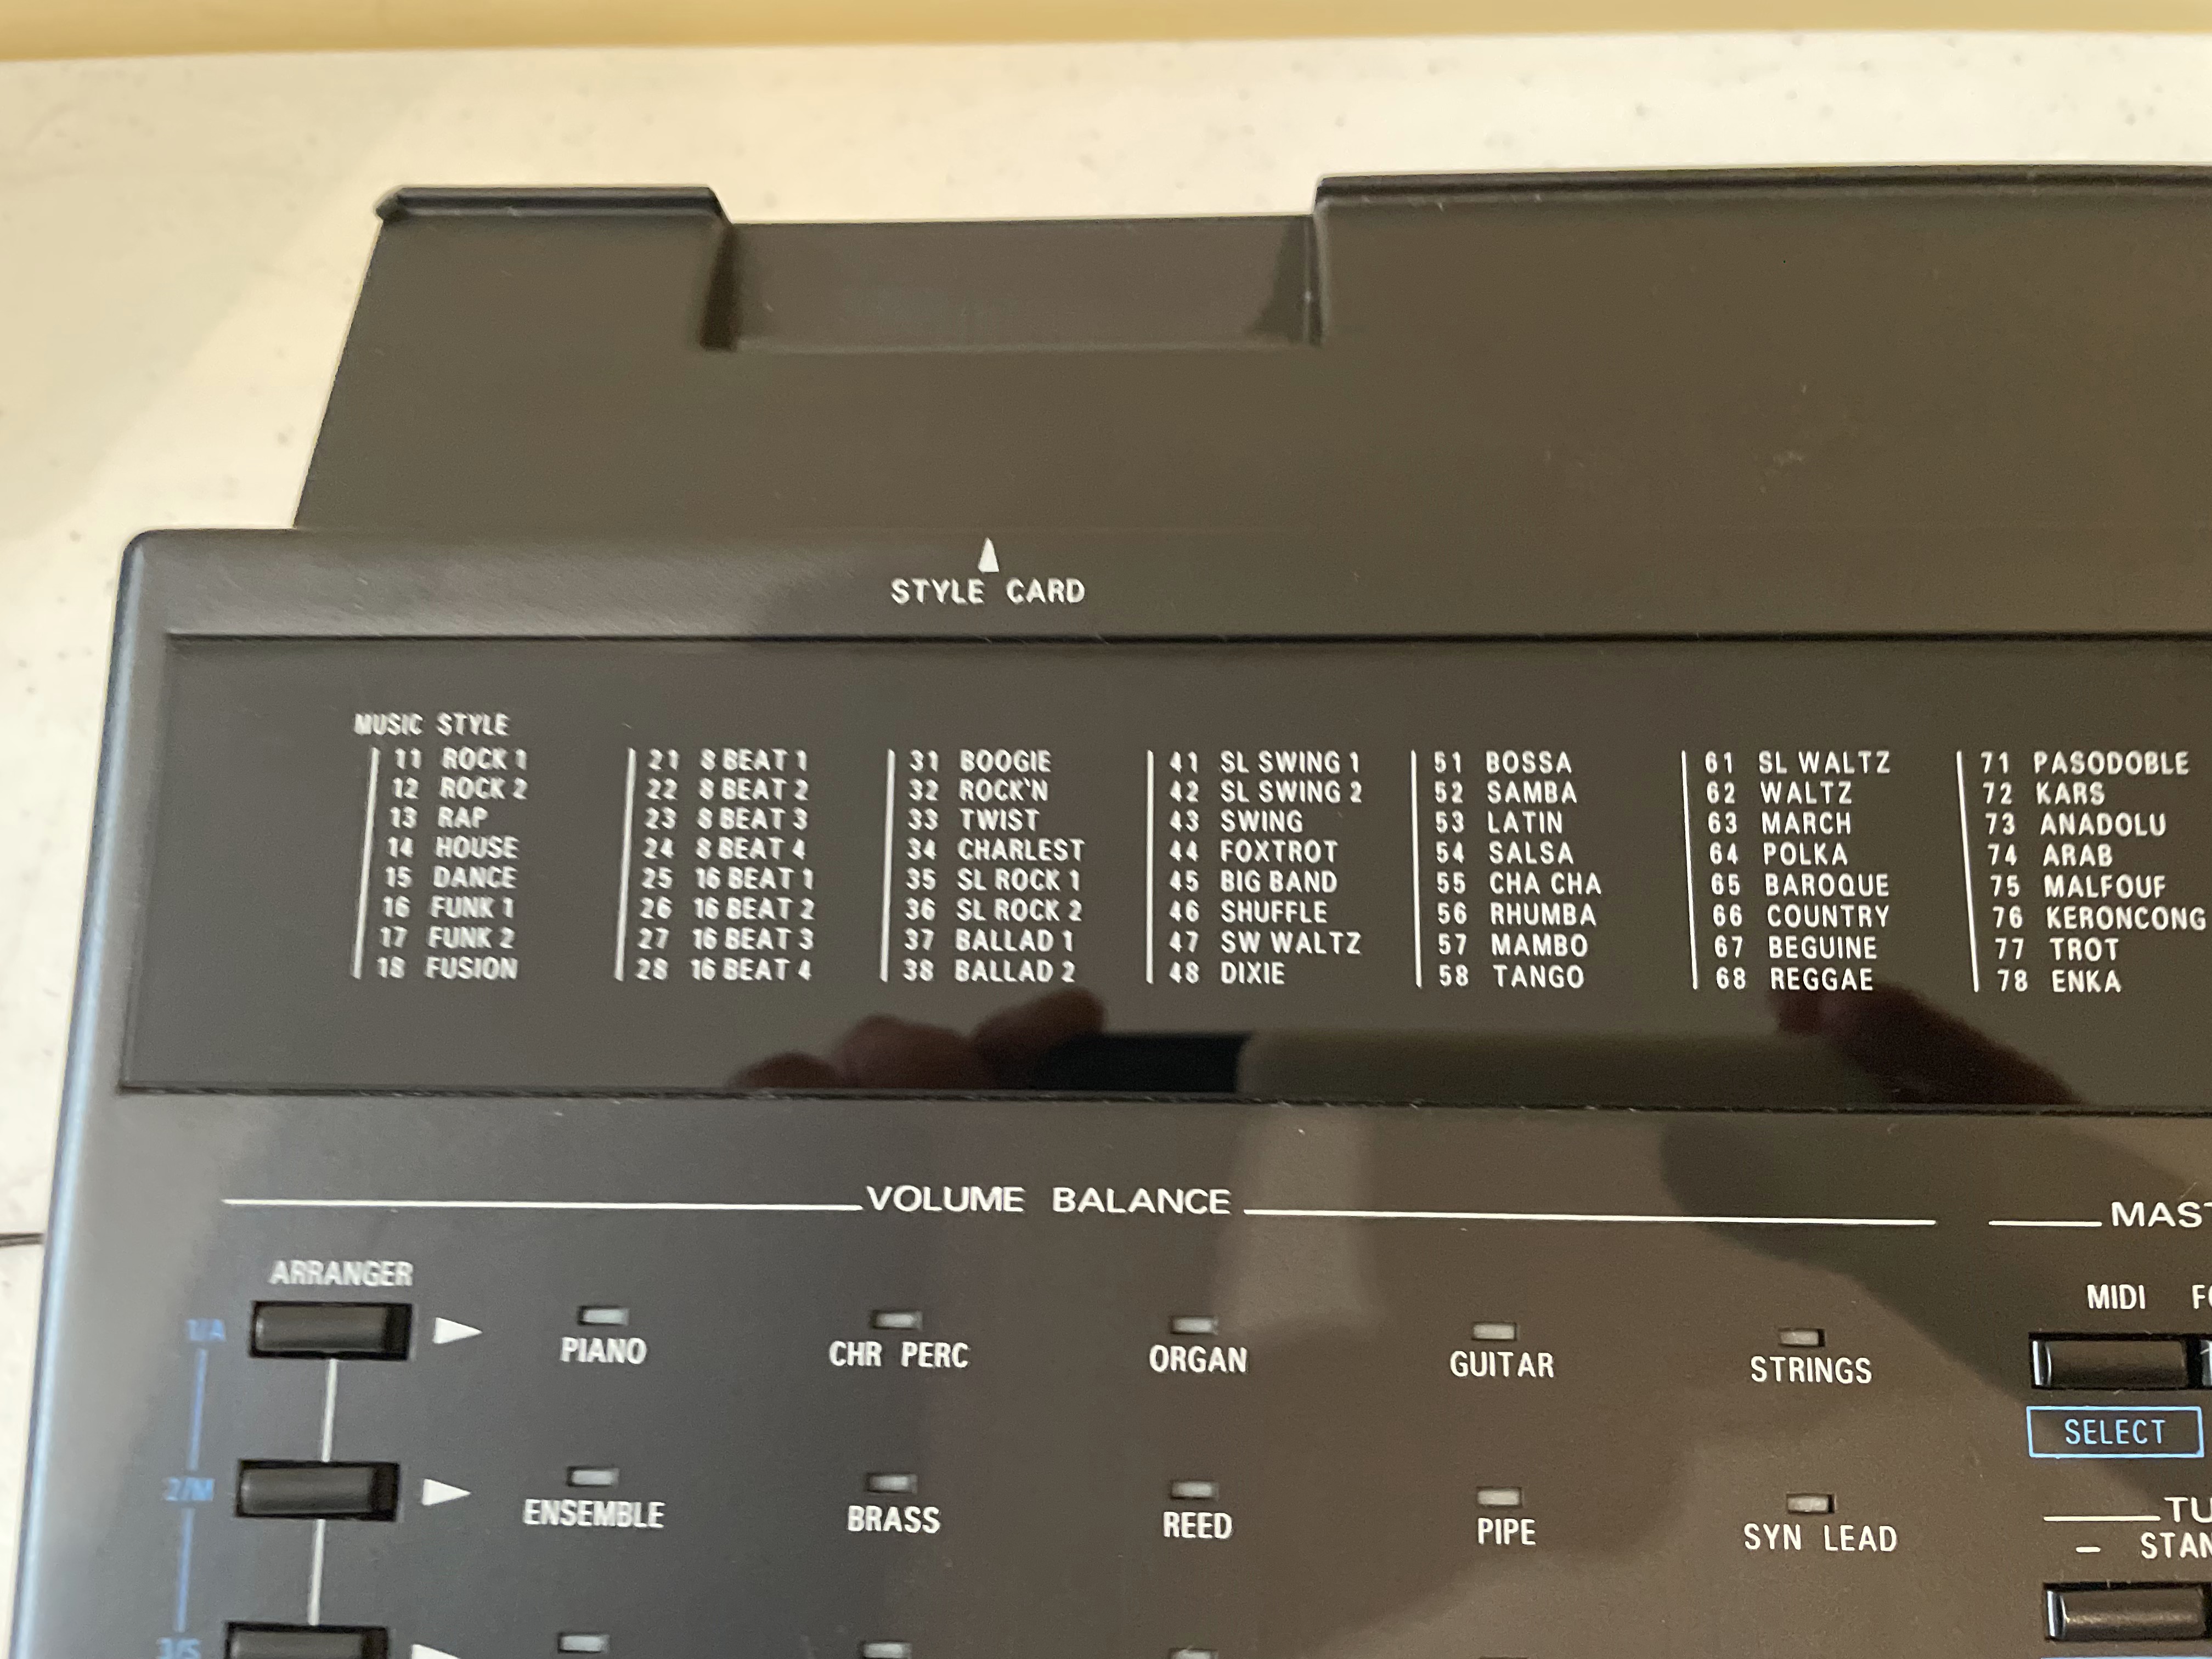 STYLE CARD
MUSIC STYLE
11 ROCK 1
12 ROCK 2
13 RAP
14 HOUSE
15 DANCE
16 FUNK 1
17 FUNK 2
18 FUSION
21 8 BEAT 1
22 8 BEAT 2
23 8 BEAT 3
24 8 BEAT 4
25 16 BEAT 1
26 16 BEAT 2
27 16 BEAT 3
28 16 BEAT 4
31 BOOGIE
32 ROCK'N
33 TWIST
34 CHARLEST
35 SL ROCK 1
36 SL ROCK 2
37 BALLAD 1
38 BALLAD 2
41 SL SWING 1
42 SL SWING 2
43 SWING
44 FOXTROT
45 BIG BAND
46 SHUFFLE
47 SW WALTZ
48 DIXIE
51 BOSSA
52 SAMBA
53 LATIN
54 SALSA
55 CHA CHA
56 RHUMBA
57 MAMBO
58 TANGO
61 SL WALTZ
62 WALTZ
63 MARCH
64 POLKA
65 BAROQUE
66 COUNTRY
67 BEGUINE
68 REGGAE
71 PASODOBLE
72 KARS
73 ANADOLU
74 ARAB
75 MALFOUF
76 KERONCONG
77 TROT
78 ENKA
VOLUME BALANCE
ARRANGER
1/A
PIANO
CHR PERC
ORGAN
GUITAR
STRINGS
MIDI
SELECT
2/M
ENSEMBLE
BRASS
REED
PIPE
SYN LEAD
–
3/S